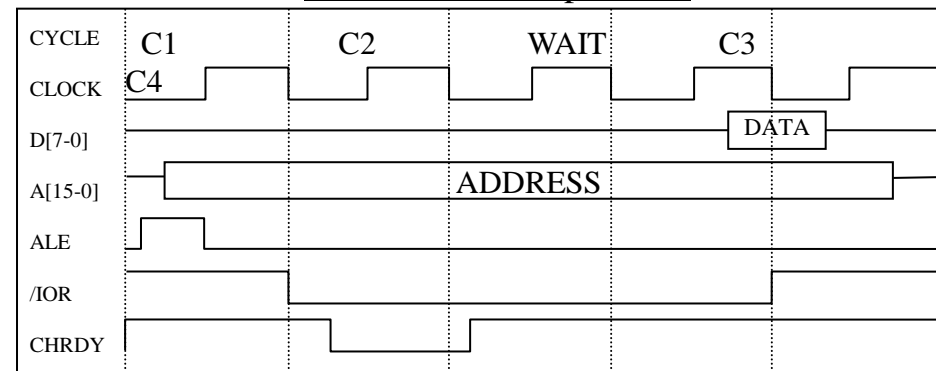 CYCLE C1 C2 WAIT C3
CLOCK C4
D[7-0] DATA
A[15-0] ADDRESS
ALE
/IOR
CHRDY